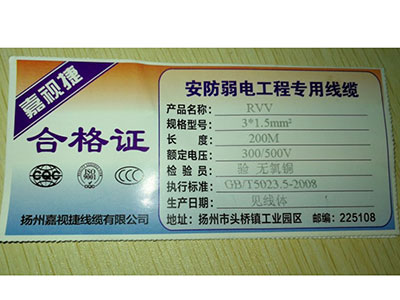 嘉视捷
合格证
CQC
ISO
9001
CCC
扬州嘉视捷线缆有限公司
安防弱电工程专用线缆
产品名称: RVV
规格型号: 3*1.5mm²
长 度: 200M
额定电压: 300/500V
检 验 员: 验 无氧铜
执行标准: GB/T5023.5-2008
生产日期: 见线体
地址: 扬州市头桥镇工业园区 邮编: 225108